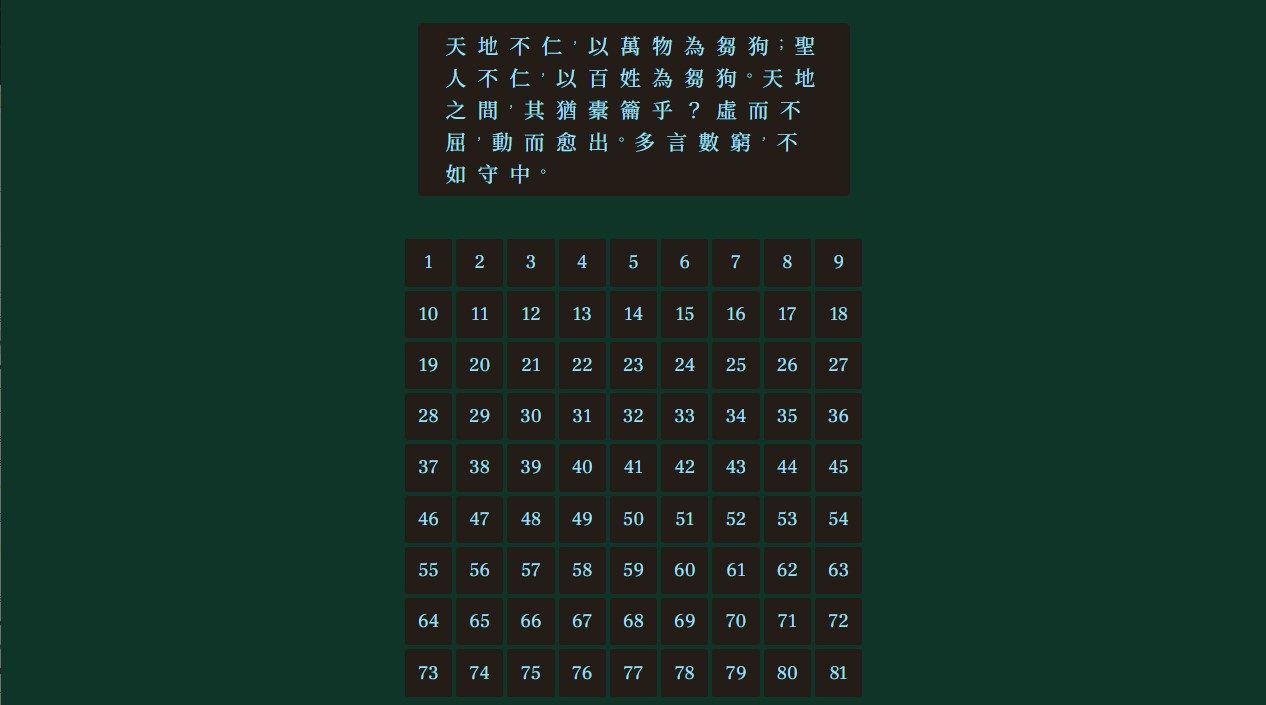 天地不仁，以萬物為芻狗；聖
人不仁，以百姓為芻狗。天地
之間，其猶橐籥乎？虛而不
屈，動而愈出。多言數窮，不
如守中。
1 2 3 4 5 6 7 8 9
10 11 12 13 14 15 16 17 18
19 20 21 22 23 24 25 26 27
28 29 30 31 32 33 34 35 36
37 38 39 40 41 42 43 44 45
46 47 48 49 50 51 52 53 54
55 56 57 58 59 60 61 62 63
64 65 66 67 68 69 70 71 72
73 74 75 76 77 78 79 80 81